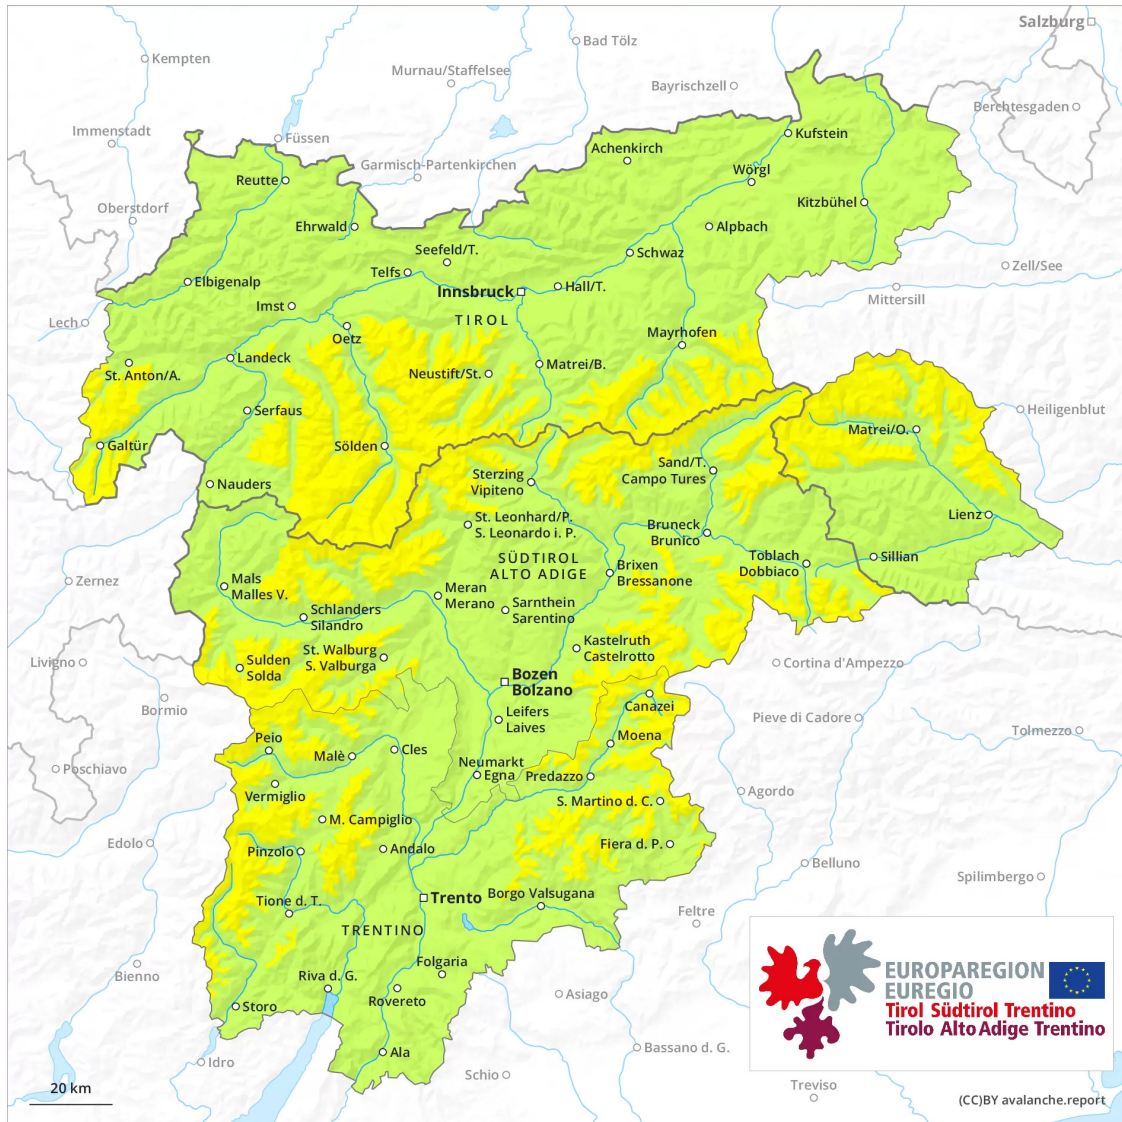 Salzburg
Bad Tölz
Kempten
Murnau/Staffelsee
Bayrischzell
Berchtesgaden
Immenstadt
Füssen
Kufstein
Achenkirch
Garmisch-Partenkirchen
Wörgl
Reutte
Kitzbühel
Oberstdorf
Ehrwald
Alpbach
Seefeld/T.
Schwaz
Zell/See
Telfs
Elbigenalp
Innsbruck
Hall/T.
Mittersill
Imst
TIROL
Lech
Oetz
Mayrhofen
Landeck
St. Anton/A.
Neustift/St.
Matrei/B.
Serfaus
Heiligenblut
Matrei/O.
Galtür
Sölden
Sterzing
Vipiteno
Sand/T.
Campo Tures
Nauders
St. Leonhard/P.
S. Leonardo i. P.
Lienz
Bruneck
Brunico
SÜDTIROL
ALTO ADIGE
Toblach
Dobbiaco
Sillian
Brixen
Bressanone
Zernez
Mals
Malles V.
Meran
Merano
Schlanders
Silandro
Sarnthein
Sarentino
Kastelruth
Castelrotto
St. Walburg
S. Valburga
Livigno
Sulden
Solda
Cortina d'Ampezzo
Bozen
Bolzano
Bormio
Canazei
Leifers
Laives
Pieve di Cadore
Tolmezzo
Peio
Moena
Malè
Cles
Poschiavo
Neumarkt
Egna
Predazzo
Vermiglio
Agordo
S. Martino d. C.
M. Campiglio
Edolo
Pinzolo
Andalo
Fiera d. P.
Belluno
Spilimbergo
Trento
Borgo Valsugana
Tione d. T.
Feltre
TRENTINO
Folgaria
Bienno
Riva d. G.
Rovereto
Asiago
Storo
EUROPAREGION
EUREGIO
Tirol Südtirol Trentino
Tirolo Alto Adige Trentino
Ala
Idro
Bassano d. G.
Schio
Treviso
20 km
(CC)BY avalanche.report